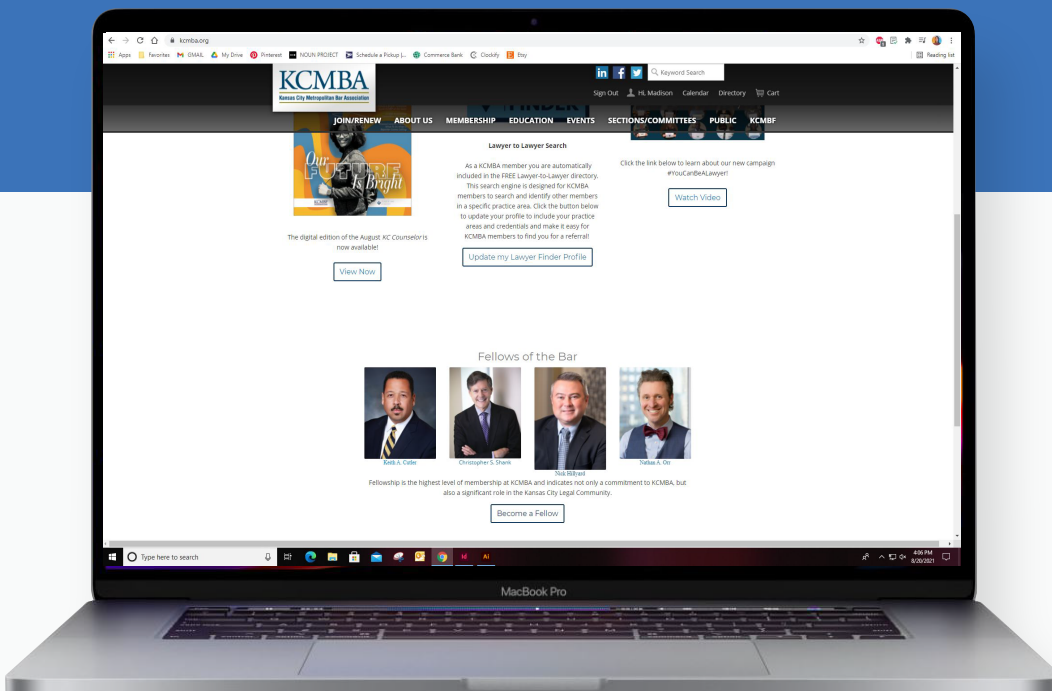 kcmba.org
Apps Favorites GMAIL My Drive Pinterest NOUN PROJECT Schedule a Pickup |... Commerce Bank Clockify Etsy Reading list
KCMBA
Kansas City Metropolitan Bar Association
Keyword Search
Sign Out Hi, Madison Calendar Directory Cart
JOIN/RENEW ABOUT US MEMBERSHIP EDUCATION EVENTS SECTIONS/COMMITTEES PUBLIC KCMBF
Our
FUTURE
Is Bright
KCMBF
The digital edition of the August KC Counselor is
now available!
View Now
FINDER
Lawyer to Lawyer Search
As a KCMBA member you are automatically
included in the FREE Lawyer-to-Lawyer directory.
This search engine is designed for KCMBA
members to search and identify other members
in a specific practice area. Click the button below
to update your profile to include your practice
areas and credentials and make it easy for
KCMBA members to find you for a referral!
Update my Lawyer Finder Profile
Click the link below to learn about our new campaign
#YouCanBeALawyer!
Watch Video
Fellows of the Bar
Keith A. Cutler
Christopher S. Shank
Nick Hillyard
Nathan A. Orr
Fellowship is the highest level of membership at KCMBA and indicates not only a commitment to KCMBA, but
also a significant role in the Kansas City Legal Community.
Become a Fellow
Type here to search
Id Ai
4:06 PM
8/20/2021
MacBook Pro